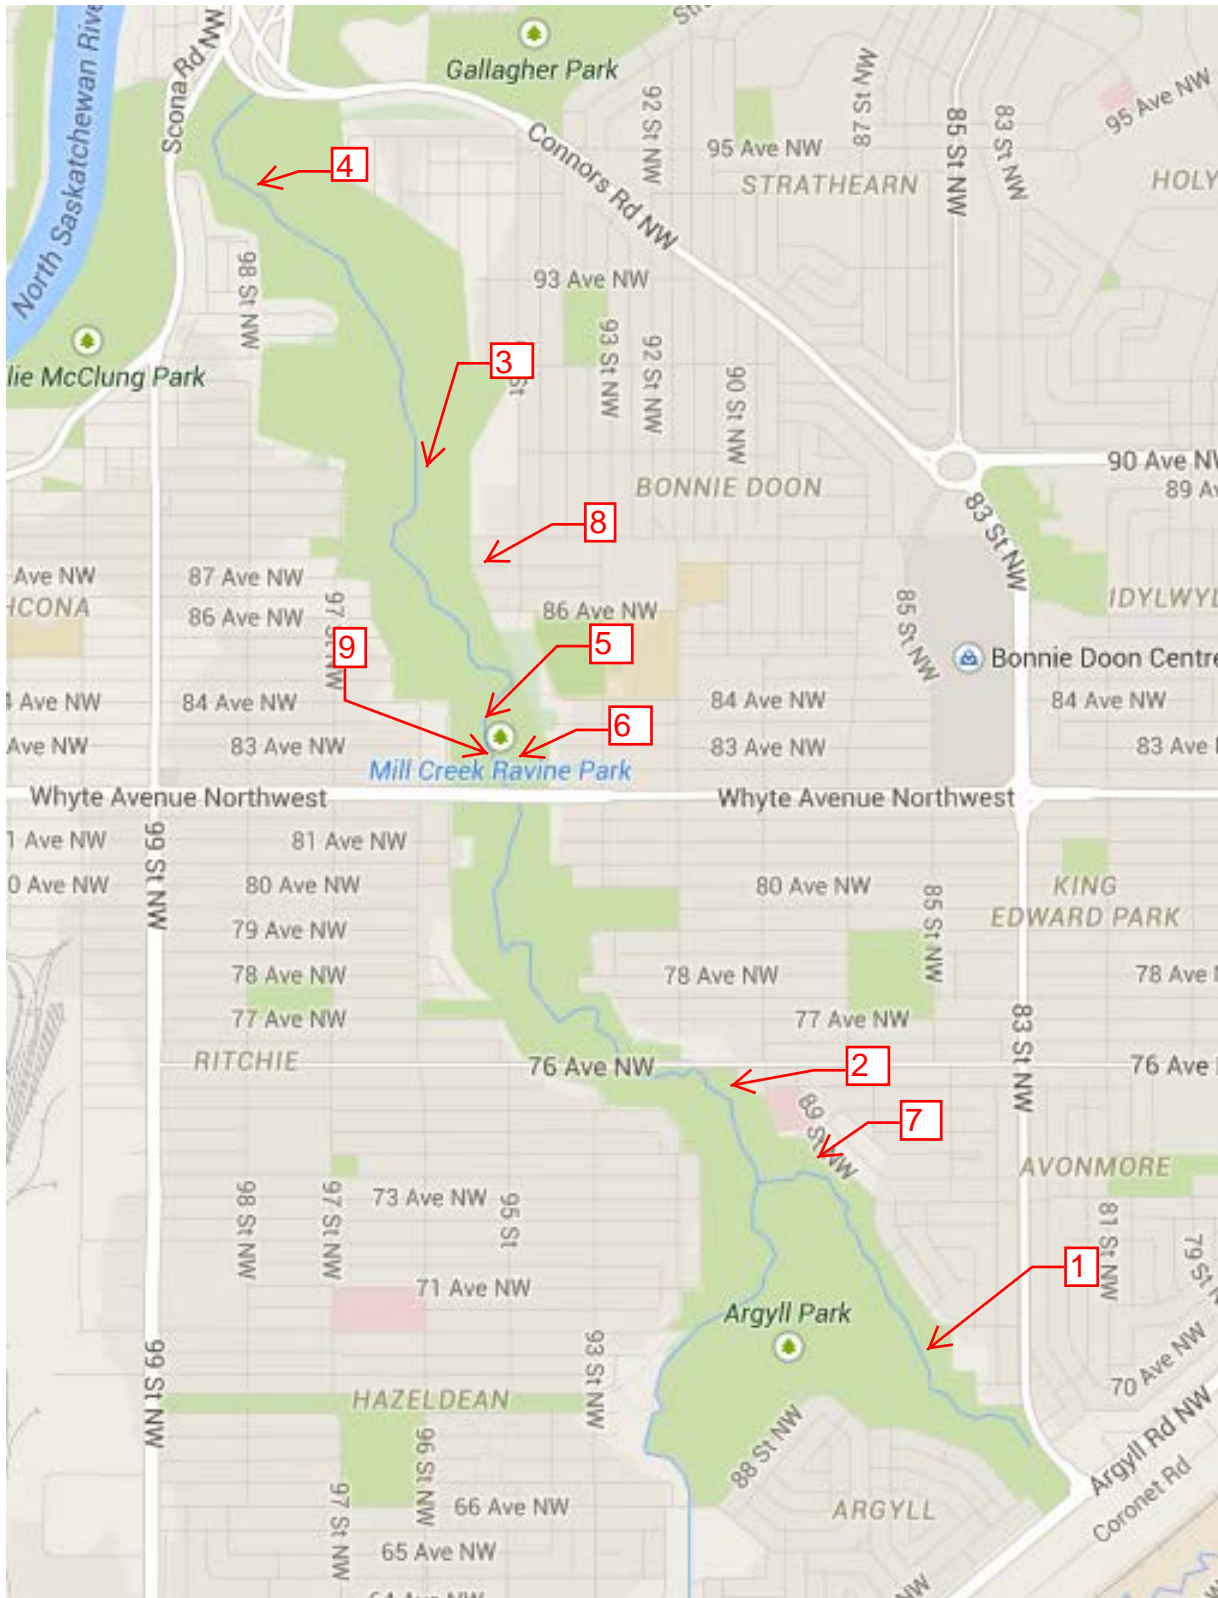 North Saskatchewan Rive
Scona Rd NW
Gallagher Park
Connors Rd NW
92 St NW
95 Ave NW
87 St NW
85 St NW
83 St NW
95 Ave NW
STRATHEARN
HOLY
4
98 St NW
93 Ave NW
lie McClung Park
3
St
93 St NW
92 St NW
90 St NW
90 Ave NW
89 Av
BONNIE DOON
83 St NW
8
Ave NW
87 Ave NW
HCONA
86 Ave NW
97 St NW
86 Ave NW
85 St NW
IDYLWYL
9
5
Bonnie Doon Centre
4 Ave NW
84 Ave NW
84 Ave NW
84 Ave NW
6
Ave NW
83 Ave NW
83 Ave NW
83 Ave
Mill Creek Ravine Park
Whyte Avenue Northwest
Whyte Avenue Northwest
1 Ave NW
99 St NW
81 Ave NW
0 Ave NW
80 Ave NW
80 Ave NW
85 St NW
KING
EDWARD PARK
79 Ave NW
78 Ave NW
78 Ave NW
78 Ave
77 Ave NW
77 Ave NW
83 St NW
RITCHIE
76 Ave NW
2
76 Ave
89 St NW
7
AVONMORE
73 Ave NW
98 St NW
97 St NW
95 St
81 St NW
79 St N
71 Ave NW
1
Argyll Park
99 St NW
93 St NW
70 Ave NW
HAZELDEAN
96 St NW
88 St NW
Argyll Rd NW
97 St NW
66 Ave NW
ARGYLL
Coronet Rd
65 Ave NW
NW